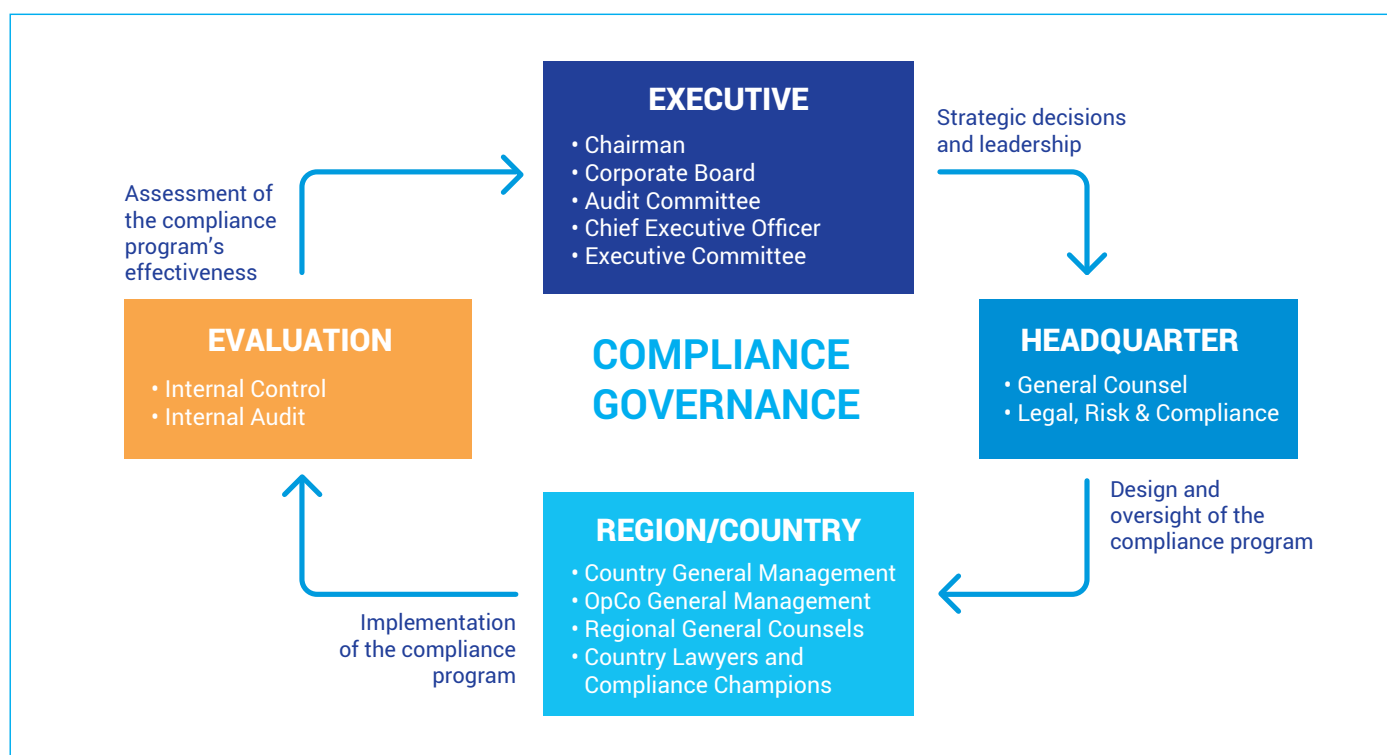 EXECUTIVE
• Chairman
• Corporate Board
• Audit Committee
• Chief Executive Officer
• Executive Committee
Strategic decisions
and leadership
HEADQUARTER
• General Counsel
• Legal, Risk & Compliance
Design and
oversight of the
compliance program
REGION/COUNTRY
• Country General Management
• OpCo General Management
• Regional General Counsels
• Country Lawyers and
Compliance Champions
Implementation
of the compliance
program
EVALUATION
• Internal Control
• Internal Audit
Assessment of
the compliance
program's
effectiveness
COMPLIANCE
GOVERNANCE